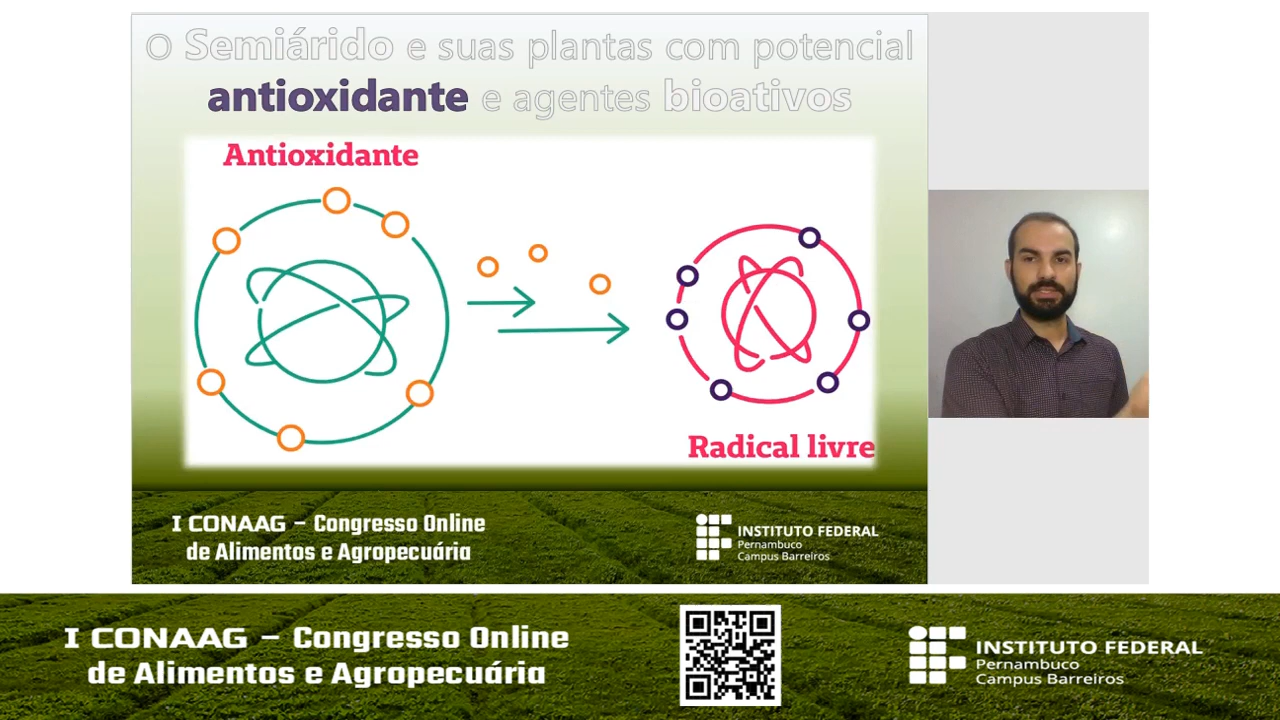 O Semiárido e suas plantas com potencial
antioxidante e agentes bioativos
Antioxidante
Radical livre
I CONAAG – Congresso Online
de Alimentos e Agropecuária
INSTITUTO FEDERAL
Pernambuco
Campus Barreiros
I CONAAG – Congresso Online
de Alimentos e Agropecuária
INSTITUTO FEDERAL
Pernambuco
Campus Barreiros